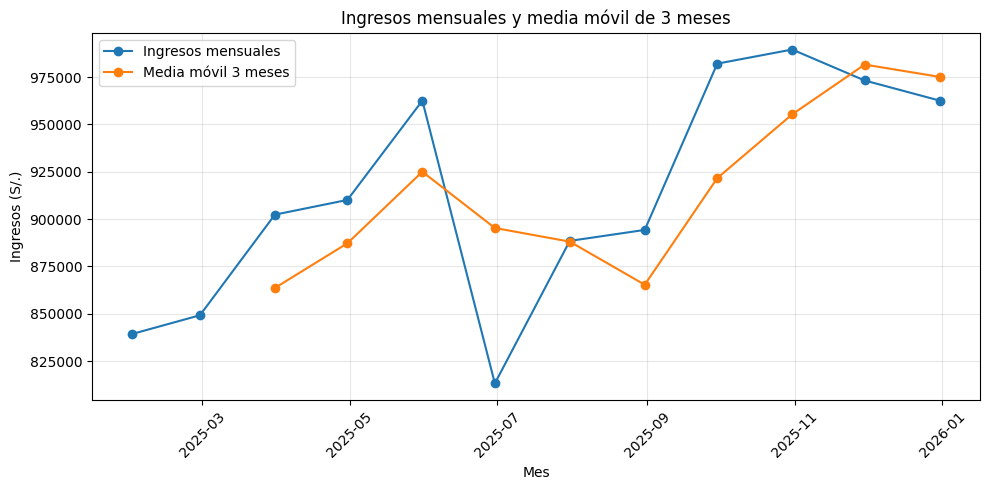 Ingresos mensuales y media móvil de 3 meses
Ingresos mensuales
Media móvil 3 meses
Ingresos (S/.)
975000
950000
925000
900000
875000
850000
825000
2025-03
2025-05
2025-07
2025-09
2025-11
2026-01
Mes